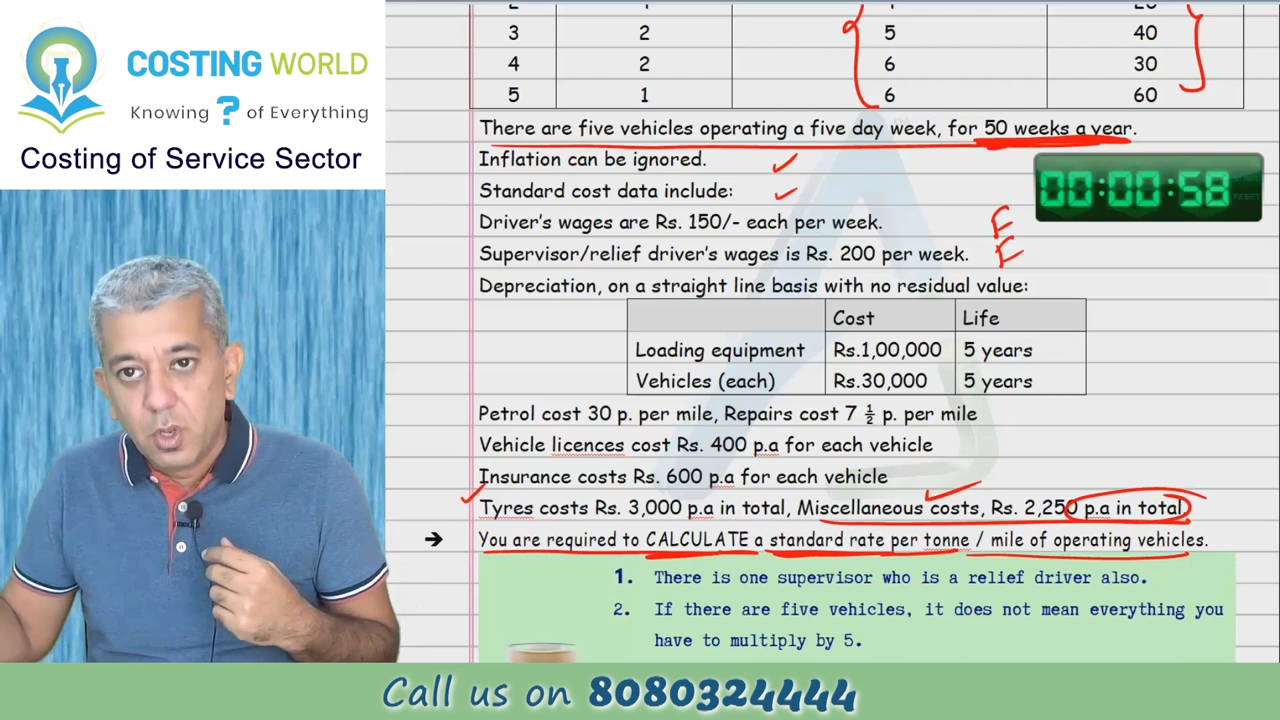 COSTING WORLD
Knowing ? of Everything
Costing of Service Sector
3 2 5 40
4 2 6 30
5 1 6 60
There are five vehicles operating a five day week, for 50 weeks a year.
Inflation can be ignored.
Standard cost data include:
00:00:58
RESET
Driver's wages are Rs. 150/- each per week. F
Supervisor/relief driver's wages is Rs. 200 per week. F
Depreciation, on a straight line basis with no residual value:
Cost Life
Loading equipment Rs.1,00,000 5 years
Vehicles (each) Rs.30,000 5 years
Petrol cost 30 p. per mile, Repairs cost 7 ½ p. per mile
Vehicle licences cost Rs. 400 p.a for each vehicle
Insurance costs Rs. 600 p.a for each vehicle
Tyres costs Rs. 3,000 p.a in total, Miscellaneous costs, Rs. 2,250 p.a in total.
➔ You are required to CALCULATE a standard rate per tonne / mile of operating vehicles.
1. There is one supervisor who is a relief driver also.
2. If there are five vehicles, it does not mean everything you
have to multiply by 5.
Call us on 8080324444